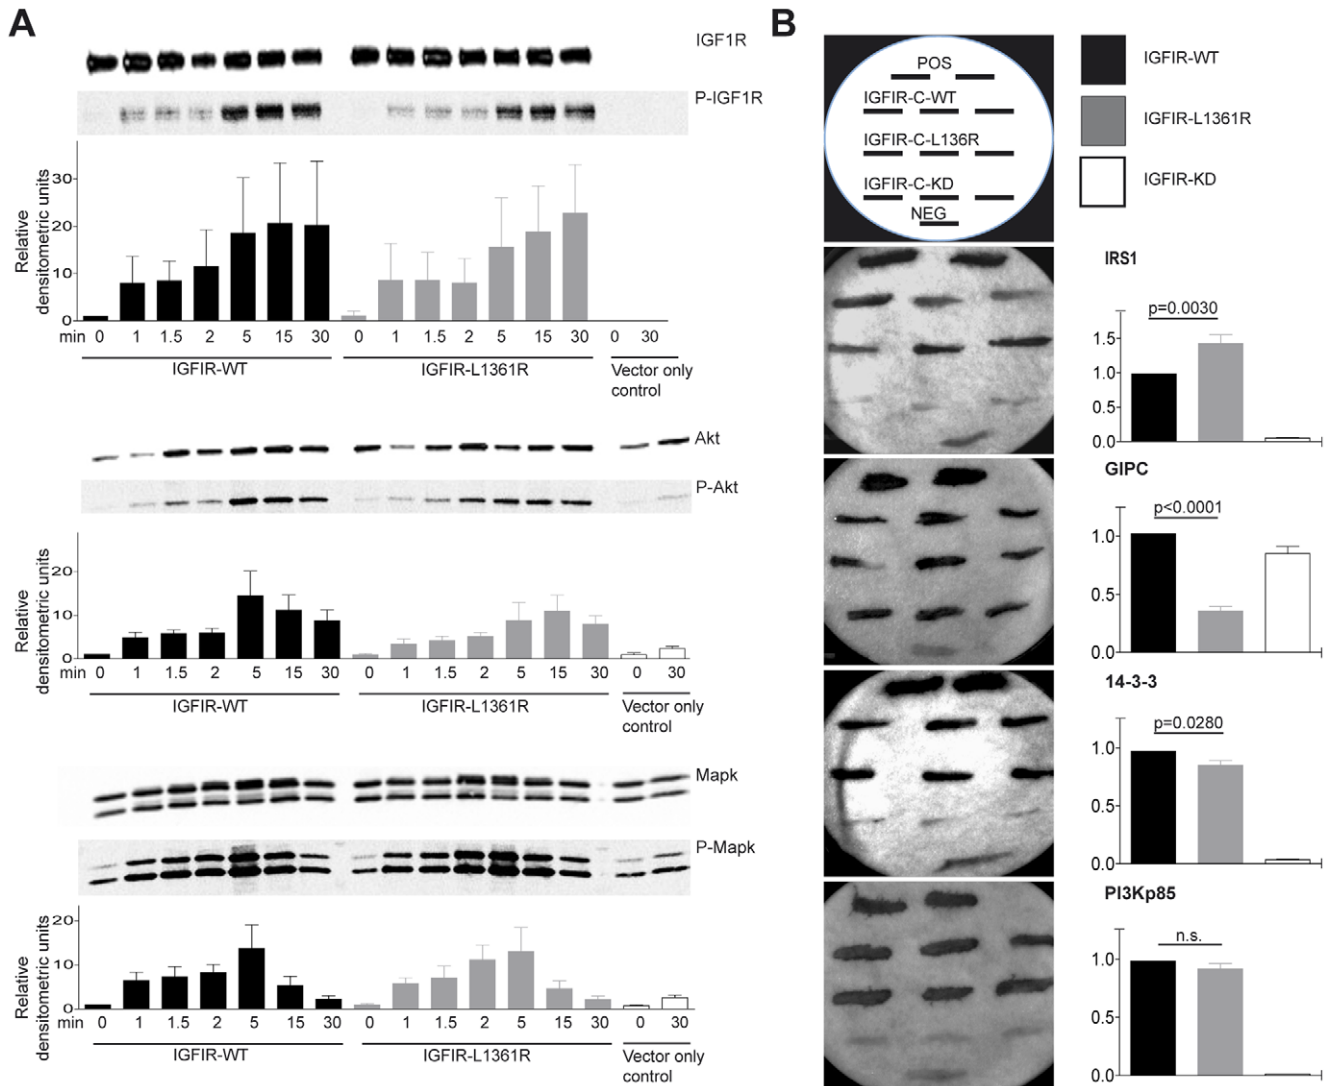 A
IGF1R
P-IGF1R
Relative
densitometric units
30
20
10
0
min 0 1 1.5 2 5 15 30 0 1 1.5 2 5 15 30 0 30
IGFIR-WT
IGFIR-L1361R
Vector only
control
Akt
P-Akt
Relative
densitometric units
20
10
0
min 0 1 1.5 2 5 15 30 0 1 1.5 2 5 15 30 0 30
IGFIR-WT
IGFIR-L1361R
Vector only
control
Mapk
P-Mapk
Relative
densitometric units
20
10
0
min 0 1 1.5 2 5 15 30 0 1 1.5 2 5 15 30 0 30
IGFIR-WT
IGFIR-L1361R
Vector only
control
B
POS
IGFIR-C-WT
IGFIR-C-L136R
IGFIR-C-KD
NEG
IGFIR-WT
IGFIR-L1361R
IGFIR-KD
IRS1
p=0.0030
1.5
1.0
0.5
0.0
GIPC
p<0.0001
1.0
0.5
0.0
14-3-3
p=0.0280
1.0
0.5
0.0
PI3Kp85
n.s.
1.0
0.5
0.0